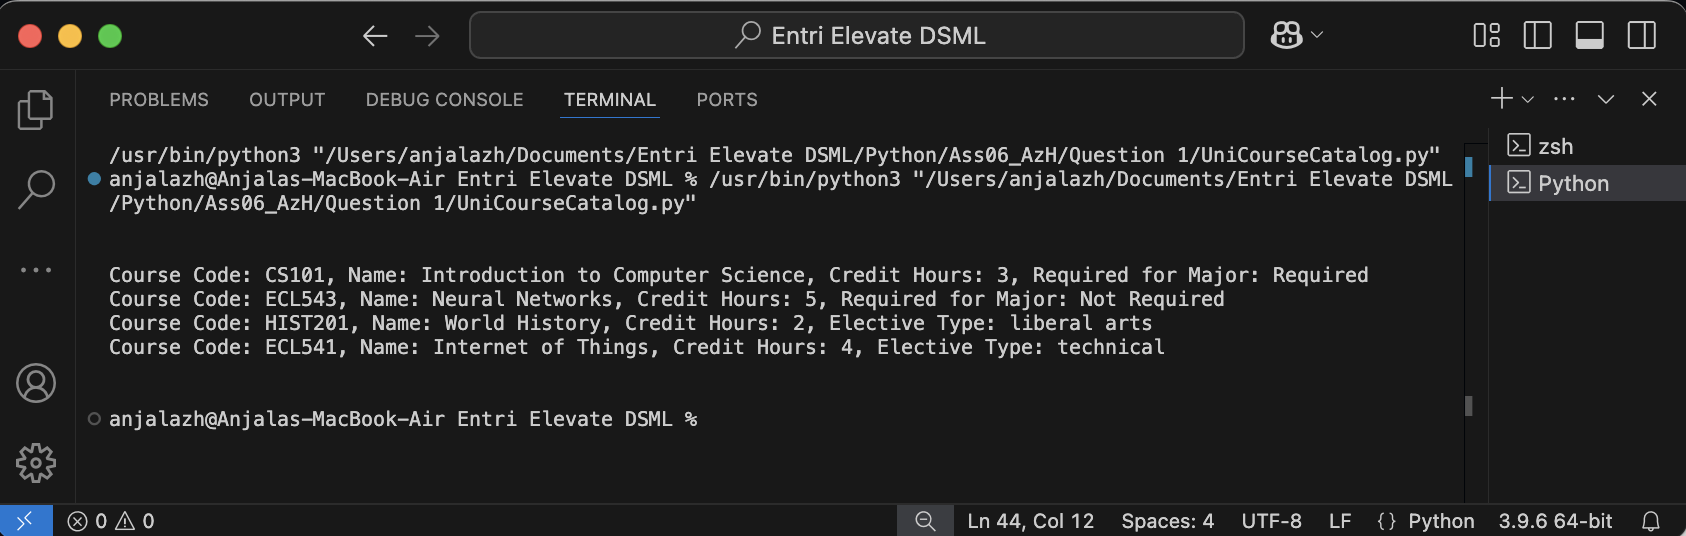 Entri Elevate DSML
PROBLEMS OUTPUT DEBUG CONSOLE TERMINAL PORTS
/usr/bin/python3 "/Users/anjalazh/Documents/Entri Elevate DSML/Python/Ass06_AzH/Question 1/UniCourseCatalog.py"
anjalazh@Anjalas-MacBook-Air Entri Elevate DSML % /usr/bin/python3 "/Users/anjalazh/Documents/Entri Elevate DSML
/Python/Ass06_AzH/Question 1/UniCourseCatalog.py"
Course Code: CS101, Name: Introduction to Computer Science, Credit Hours: 3, Required for Major: Required
Course Code: ECL543, Name: Neural Networks, Credit Hours: 5, Required for Major: Not Required
Course Code: HIST201, Name: World History, Credit Hours: 2, Elective Type: liberal arts
Course Code: ECL541, Name: Internet of Things, Credit Hours: 4, Elective Type: technical
anjalazh@Anjalas-MacBook-Air Entri Elevate DSML %
zsh
Python
0 0 Ln 44, Col 12 Spaces: 4 UTF-8 LF {} Python 3.9.6 64-bit